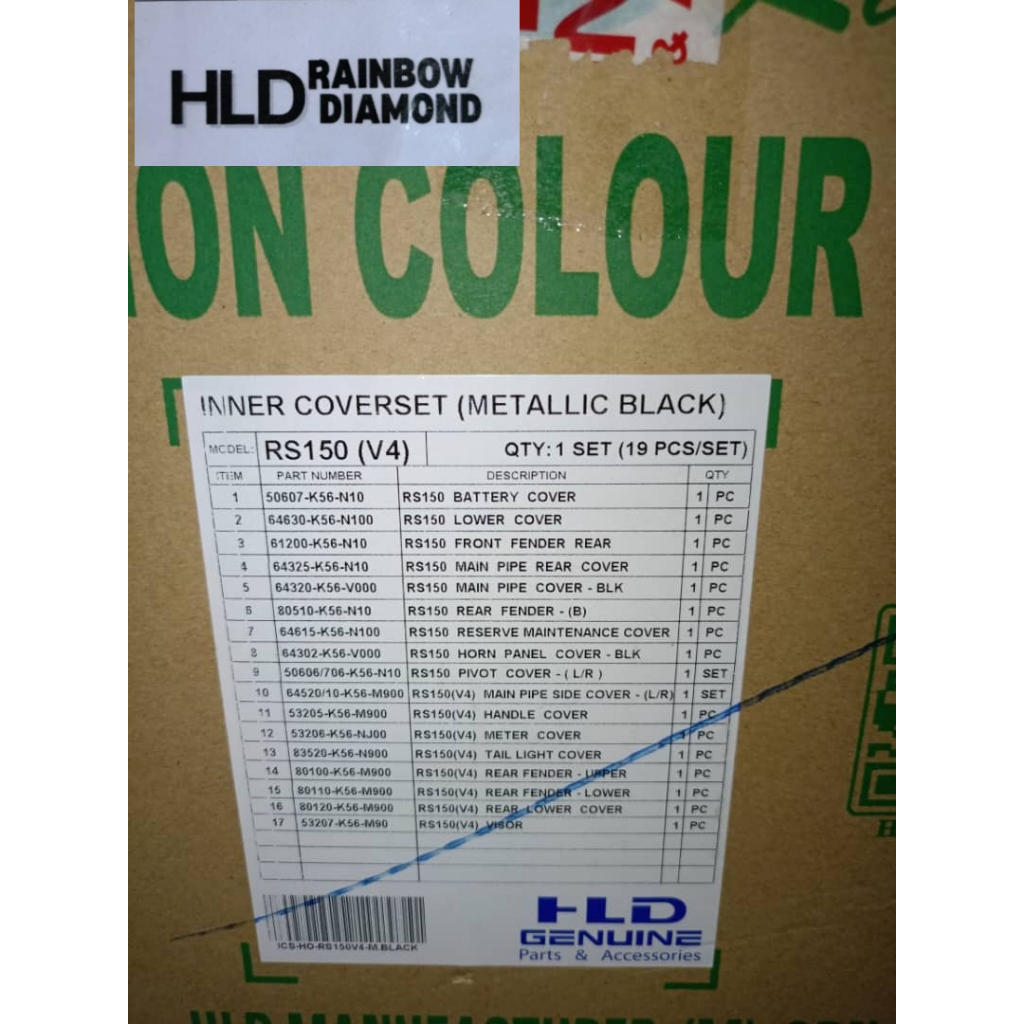 HLD RAINBOW
DIAMOND
ON COLOUR
INNER COVERSET (METALLIC BLACK)
MODEL: RS150 (V4) QTY: 1 SET (19 PCS/SET)
ITEM PART NUMBER DESCRIPTION QTY
1 50607-K56-N10 RS150 BATTERY COVER 1 PC
2 64630-K56-N100 RS150 LOWER COVER 1 PC
3 61200-K56-N10 RS150 FRONT FENDER REAR 1 PC
4 64325-K56-N10 RS150 MAIN PIPE REAR COVER 1 PC
5 64320-K56-V000 RS150 MAIN PIPE COVER - BLK 1 PC
6 80510-K56-N10 RS150 REAR FENDER - (B) 1 PC
7 64615-K56-N100 RS150 RESERVE MAINTENANCE COVER 1 PC
8 64302-K56-V000 RS150 HORN PANEL COVER - BLK 1 PC
9 50606/706-K56-N10 RS150 PIVOT COVER - ( L/R ) 1 SET
10 64520/10-K56-M900 RS150(V4) MAIN PIPE SIDE COVER - (L/R) 1 SET
11 53205-K56-M900 RS150(V4) HANDLE COVER 1 PC
12 53206-K56-NJ00 RS150(V4) METER COVER 1 PC
13 83520-K56-N900 RS150(V4) TAIL LIGHT COVER 1 PC
14 80100-K56-M900 RS150(V4) REAR FENDER - UPPER 1 PC
15 80110-K56-M900 RS150(V4) REAR FENDER - LOWER 1 PC
16 80120-K56-M900 RS150(V4) REAR LOWER COVER 1 PC
17 53207-K56-M90 RS150(V4) VISOR 1 PC
ICS-HO-RS150V4-M.BLACK
HLD
GENUINE
Parts & Accessories